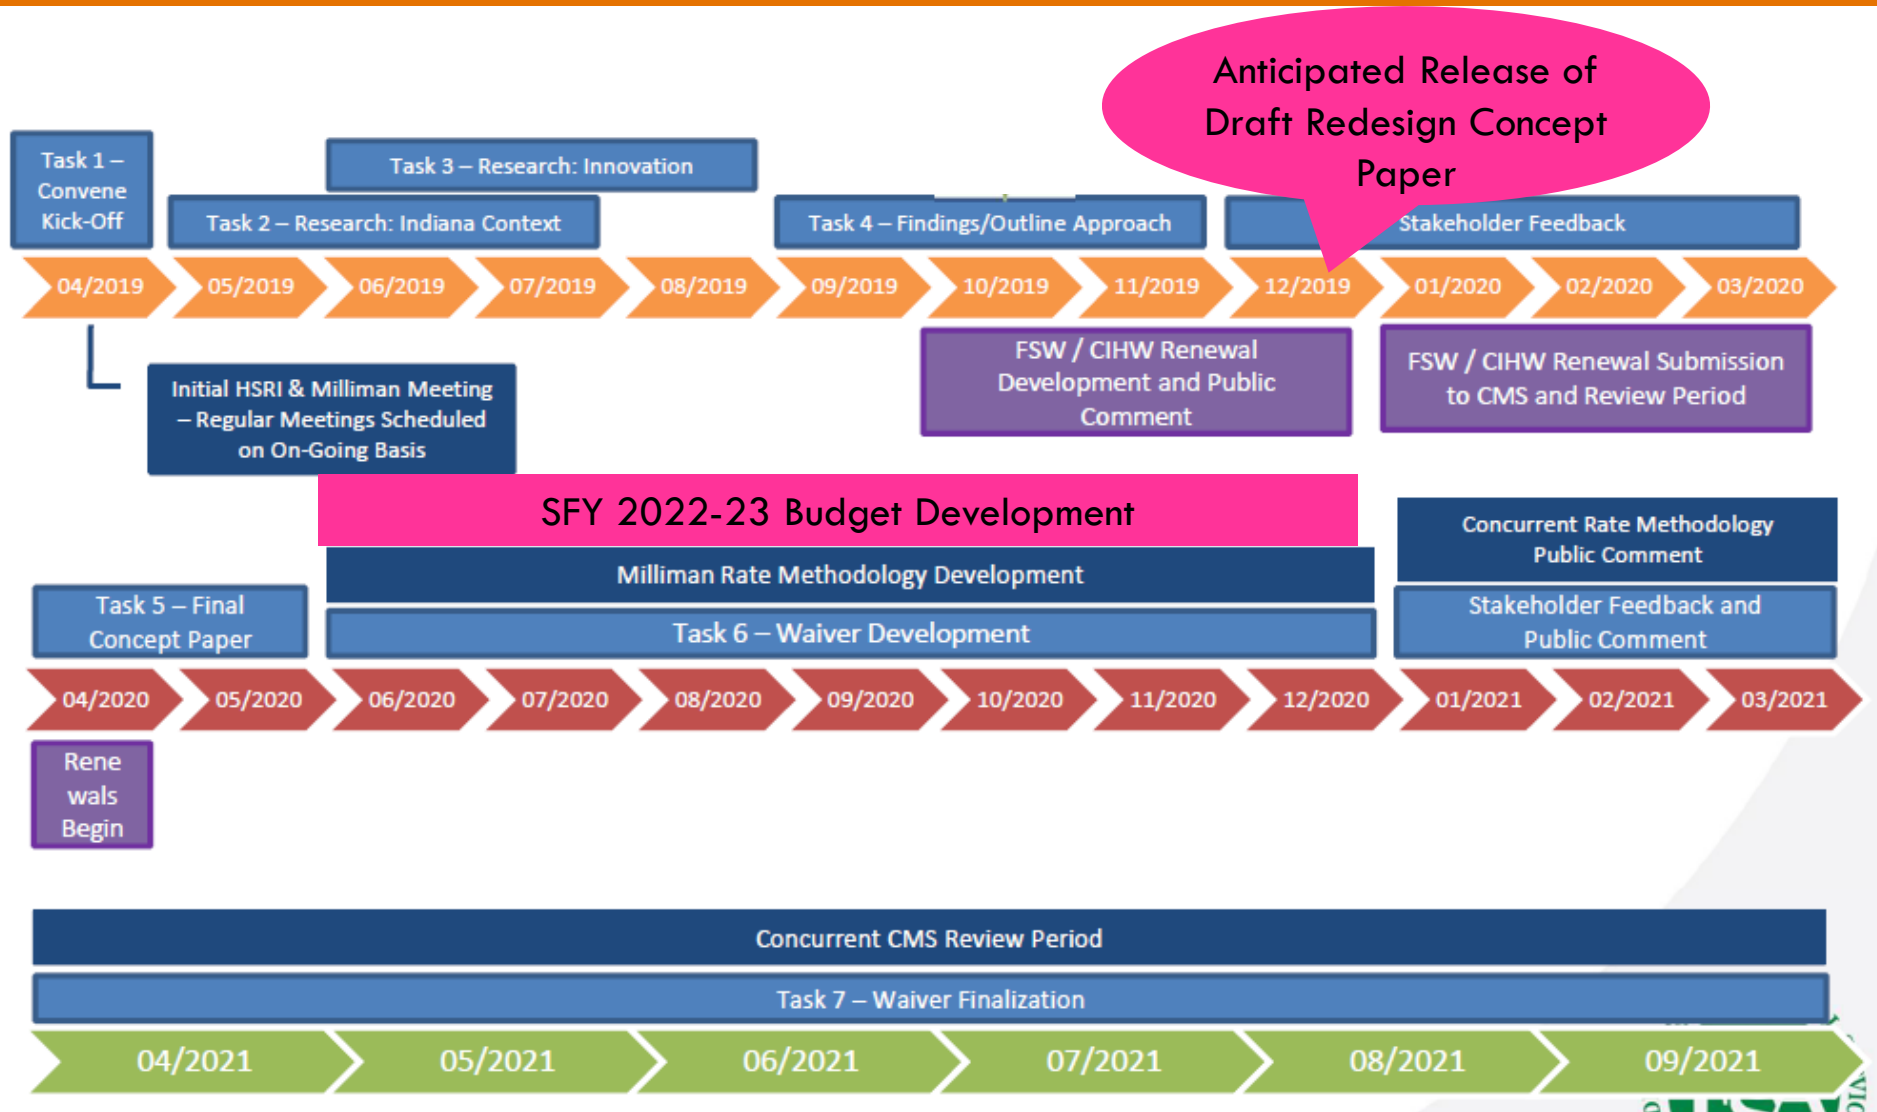 Anticipated Release of
Draft Redesign Concept
Paper
Task 1 –
Convene
Kick-Off
Task 3 – Research: Innovation
Task 2 – Research: Indiana Context
Task 4 – Findings/Outline Approach
Stakeholder Feedback
04/2019 05/2019 06/2019 07/2019 08/2019 09/2019 10/2019 11/2019 12/2019 01/2020 02/2020 03/2020
Initial HSRI & Milliman Meeting
– Regular Meetings Scheduled
on On-Going Basis
FSW / CIHW Renewal
Development and Public
Comment
FSW / CIHW Renewal Submission
to CMS and Review Period
SFY 2022-23 Budget Development
Milliman Rate Methodology Development
Concurrent Rate Methodology
Public Comment
Task 5 – Final
Concept Paper
Task 6 – Waiver Development
Stakeholder Feedback and
Public Comment
04/2020 05/2020 06/2020 07/2020 08/2020 09/2020 10/2020 11/2020 12/2020 01/2021 02/2021 03/2021
Rene
wals
Begin
Concurrent CMS Review Period
Task 7 – Waiver Finalization
04/2021 05/2021 06/2021 07/2021 08/2021 09/2021